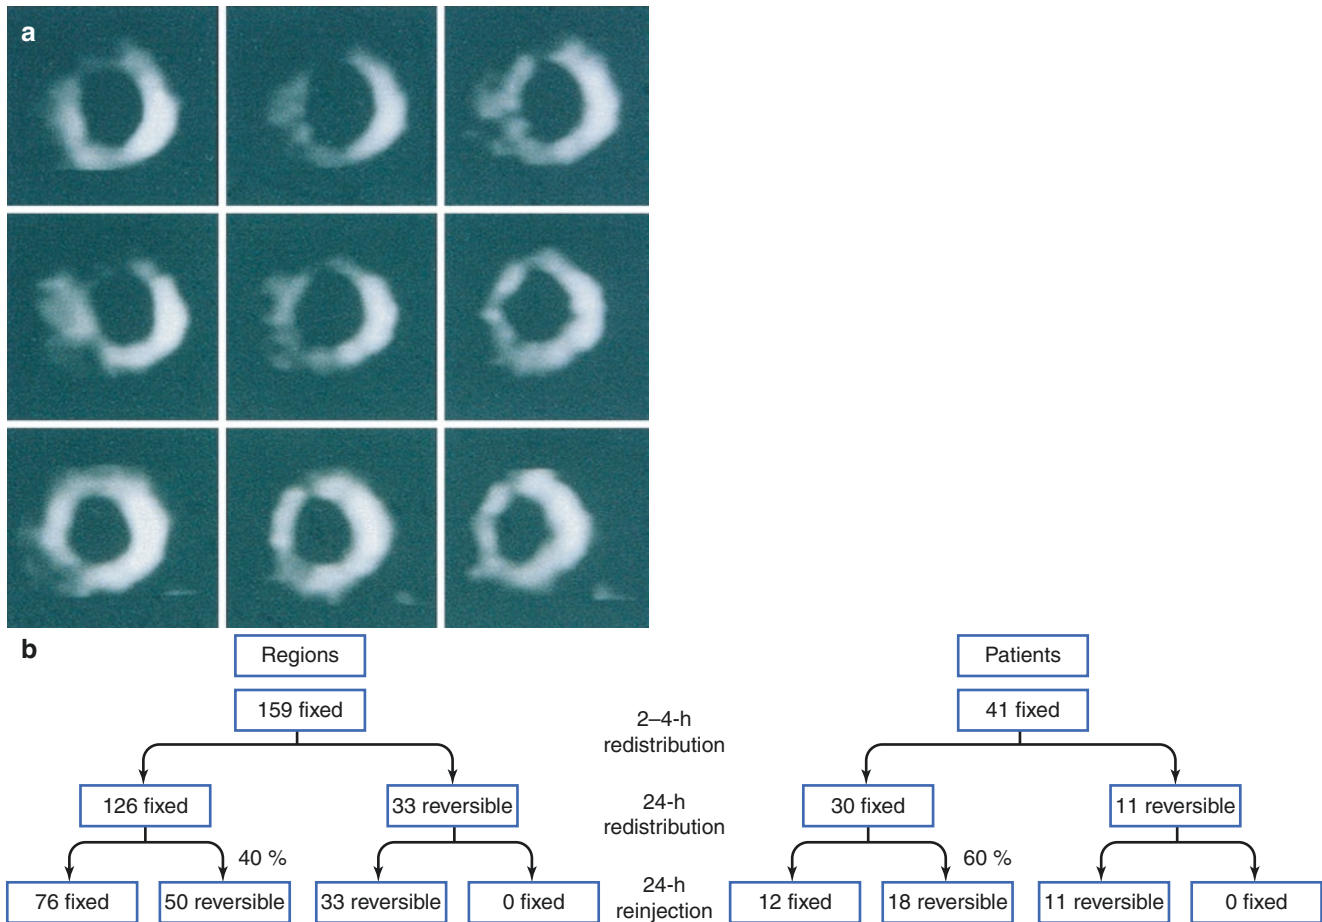 a
b
Regions
Patients
159 fixed
2–4-h
redistribution
41 fixed
126 fixed
33 reversible
24-h
redistribution
30 fixed
11 reversible
40 %
60 %
76 fixed
50 reversible
33 reversible
0 fixed
24-h
reinjection
12 fixed
18 reversible
11 reversible
0 fixed